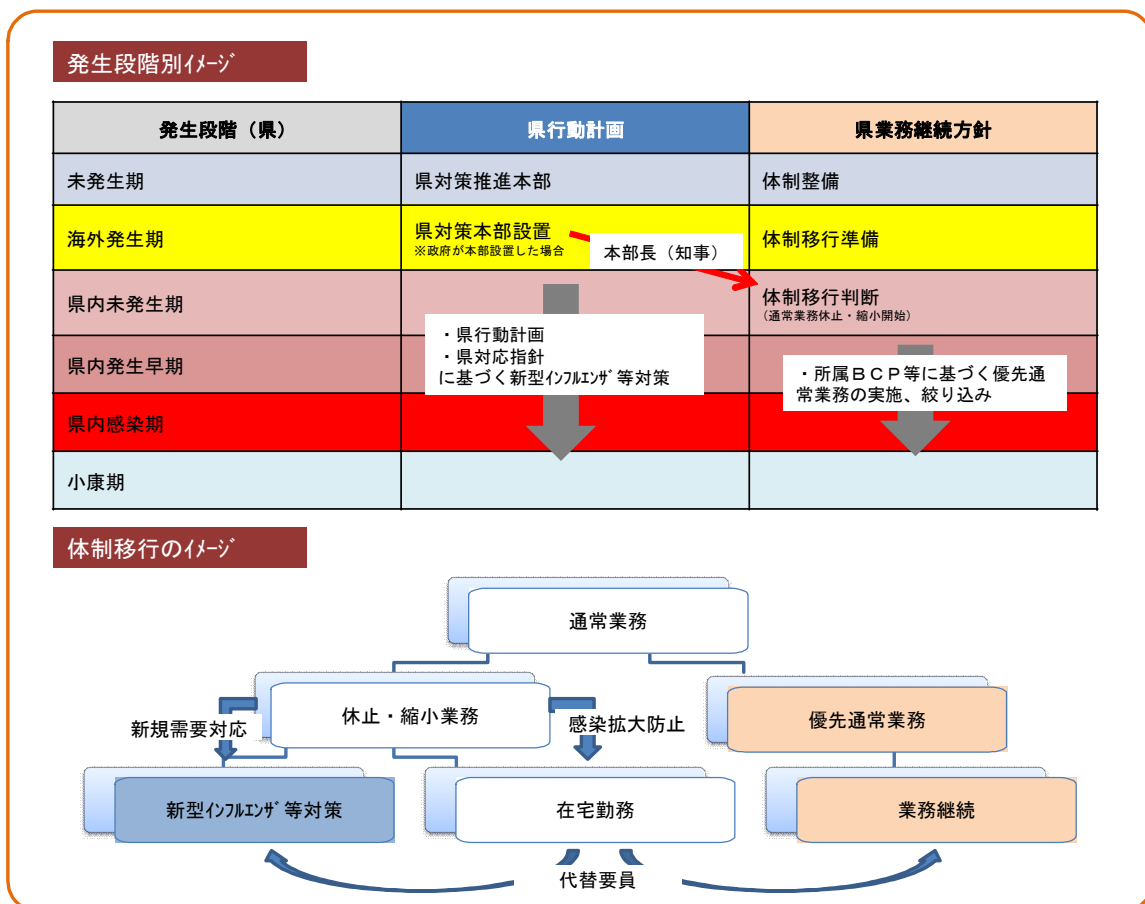 発生段階別ｲﾒｰｼﾞ
発生段階（県）
県行動計画
県業務継続方針
未発生期
県対策推進本部
体制整備
海外発生期
県対策本部設置
※政府が本部設置した場合
本部長（知事）
体制移行準備
県内未発生期
体制移行判断
（通常業務休止・縮小開始）
・県行動計画
・県対応指針
に基づく新型ｲﾝﾌﾙｴﾝｻﾞ等対策
県内発生早期
・所属ＢＣＰ等に基づく優先通
常業務の実施、絞り込み
県内感染期
小康期
体制移行のｲﾒｰｼﾞ
通常業務
休止・縮小業務
優先通常業務
新規需要対応
感染拡大防止
新型ｲﾝﾌﾙｴﾝｻﾞ等対策
在宅勤務
業務継続
代替要員